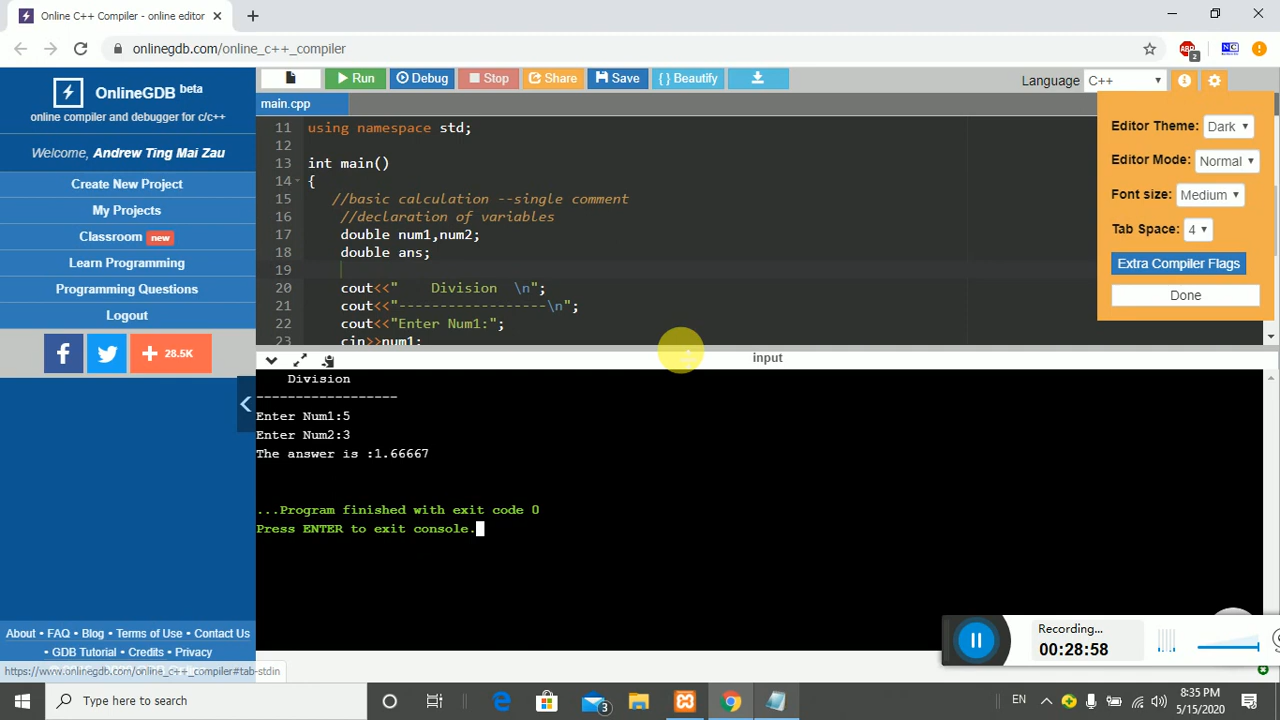 Online C++ Compiler - online editor
onlinegdb.com/online_c++_compiler
ABP
2
NC
OnlineGDB beta
online compiler and debugger for c/c++
Welcome, Andrew Ting Mai Zau
Create New Project
My Projects
Classroom new
Learn Programming
Programming Questions
Logout
28.5K
About • FAQ • Blog • Terms of Use • Contact Us
• GDB Tutorial • Credits • Privacy
https://www.onlinegdb.com/online_c++_compiler#tab-stdin
Run
Debug
Stop
Share
Save
{ } Beautify
Language C++
main.cpp
11 using namespace std;
12
13 int main()
14 {
15 //basic calculation --single comment
16 //declaration of variables
17 double num1,num2;
18 double ans;
19
20 cout<<"    Division  \n";
21 cout<<"------------------\n";
22 cout<<"Enter Num1:";
23 cin>>num1;
Editor Theme: Dark
Editor Mode: Normal
Font size: Medium
Tab Space: 4
Extra Compiler Flags
Done
input
Division
------------------
Enter Num1:5
Enter Num2:3
The answer is :1.66667
...Program finished with exit code 0
Press ENTER to exit console.
Recording...
00:28:58
Type here to search
3
EN
8:35 PM
5/15/2020